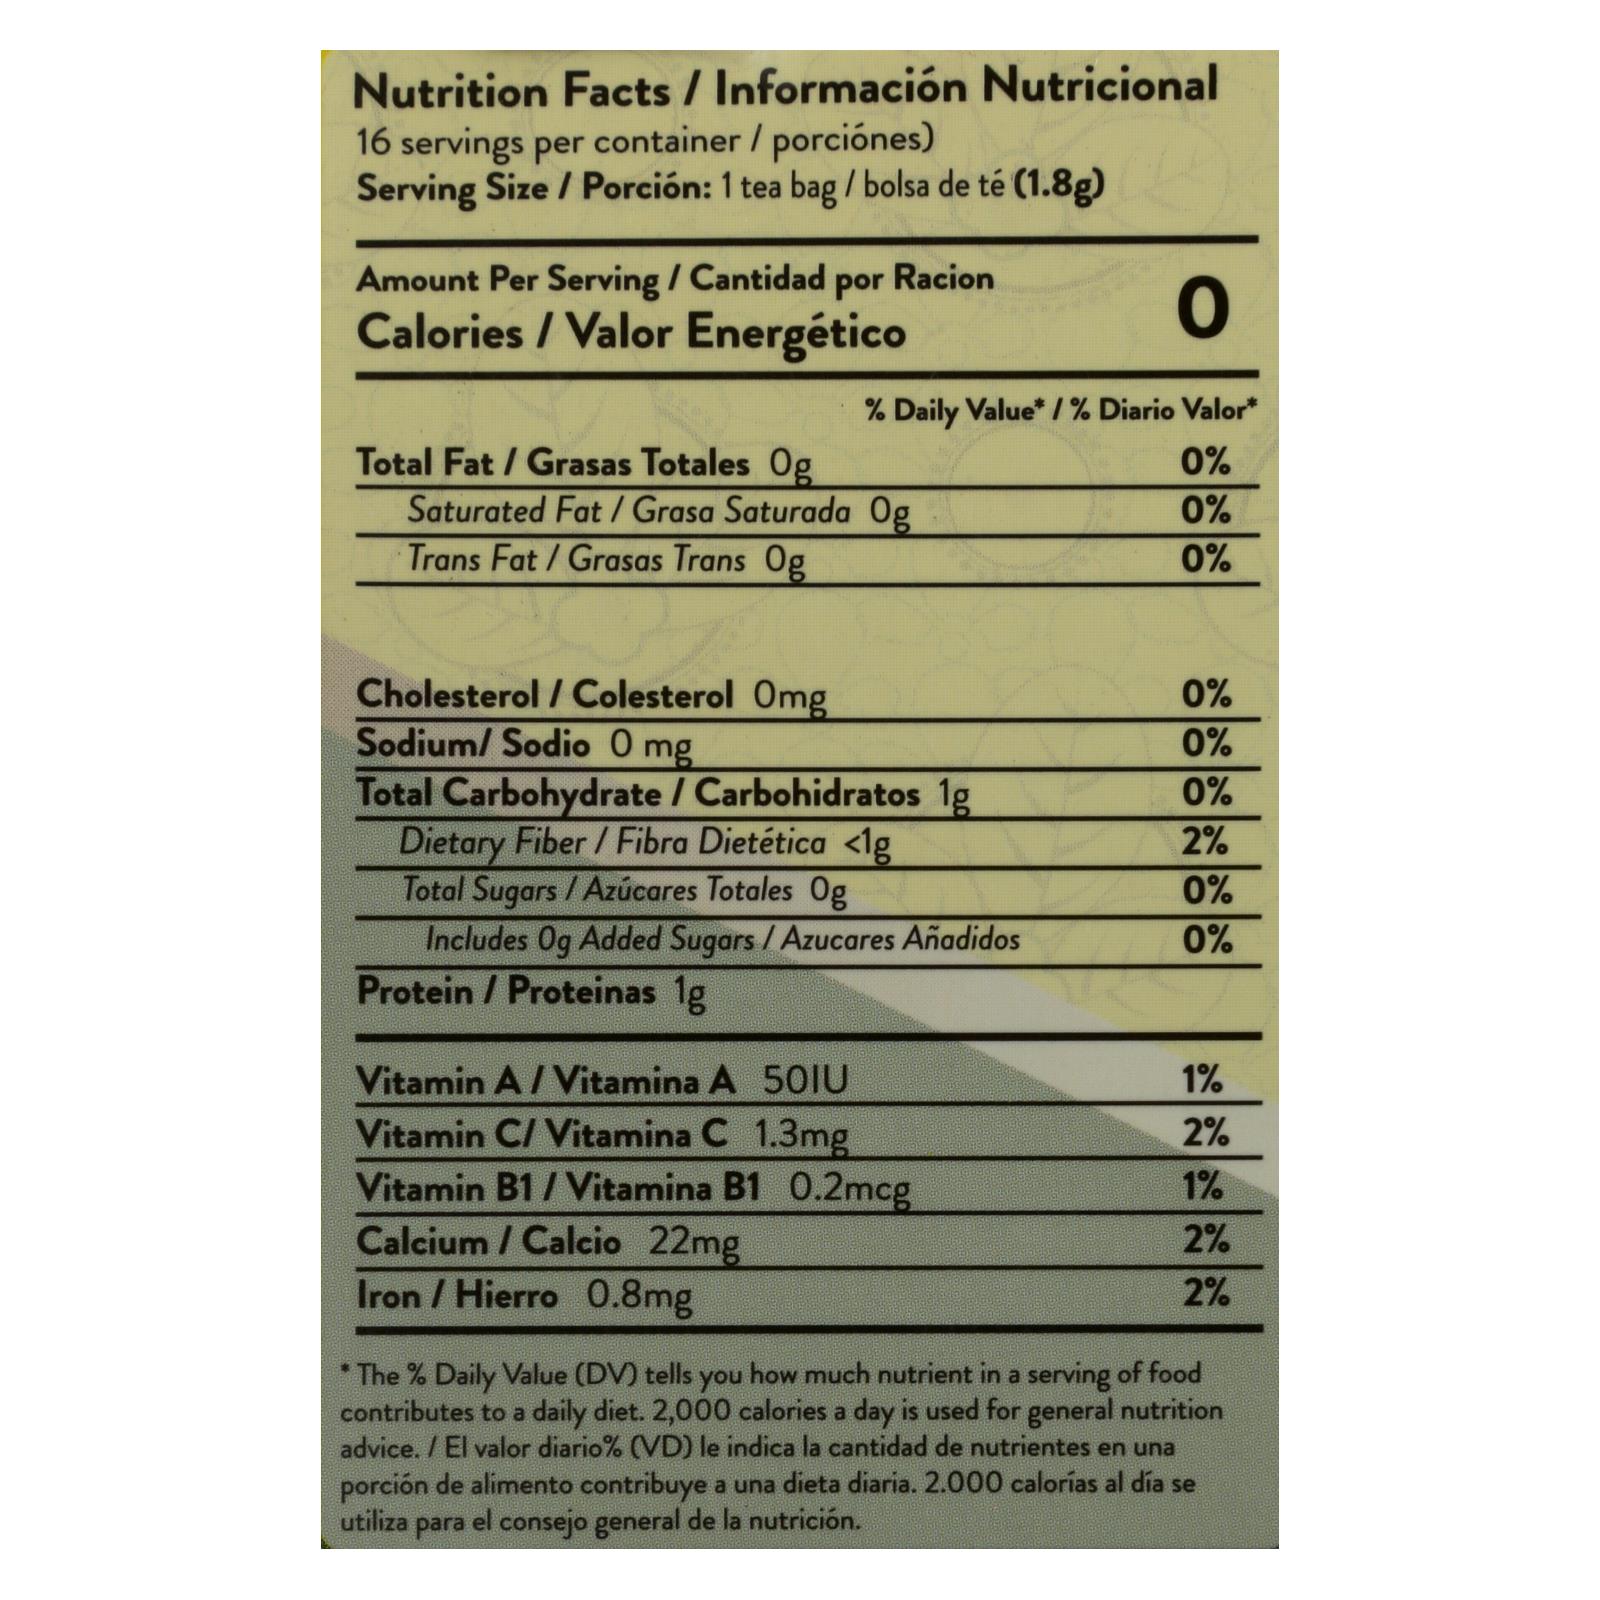 Nutrition Facts / Información Nutricional
16 servings per container / porciónes)
Serving Size / Porción: 1 tea bag / bolsa de té (1.8g)
Amount Per Serving / Cantidad por Racion
Calories / Valor Energético 0
% Daily Value* / % Diario Valor*
Total Fat / Grasas Totales 0g 0%
Saturated Fat / Grasa Saturada 0g 0%
Trans Fat / Grasas Trans 0g 0%
Cholesterol / Colesterol 0mg 0%
Sodium/ Sodio 0 mg 0%
Total Carbohydrate / Carbohidratos 1g 0%
Dietary Fiber / Fibra Dietética <1g 2%
Total Sugars / Azúcares Totales 0g 0%
Includes 0g Added Sugars / Azucares Añadidos 0%
Protein / Proteinas 1g
Vitamin A / Vitamina A 50IU 1%
Vitamin C/ Vitamina C 1.3mg 2%
Vitamin B1 / Vitamina B1 0.2mcg 1%
Calcium / Calcio 22mg 2%
Iron / Hierro 0.8mg 2%
* The % Daily Value (DV) tells you how much nutrient in a serving of food
contributes to a daily diet. 2,000 calories a day is used for general nutrition
advice. / El valor diario% (VD) le indica la cantidad de nutrientes en una
porción de alimento contribuye a una dieta diaria. 2.000 calorías al día se
utiliza para el consejo general de la nutrición.